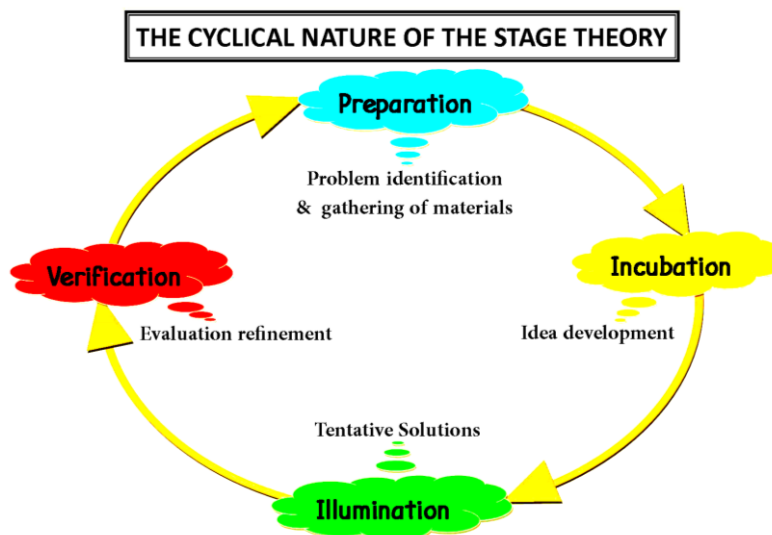 THE CYCLICAL NATURE OF THE STAGE THEORY
Preparation
Problem identification
& gathering of materials
Incubation
Idea development
Verification
Evaluation refinement
Tentative Solutions
Illumination